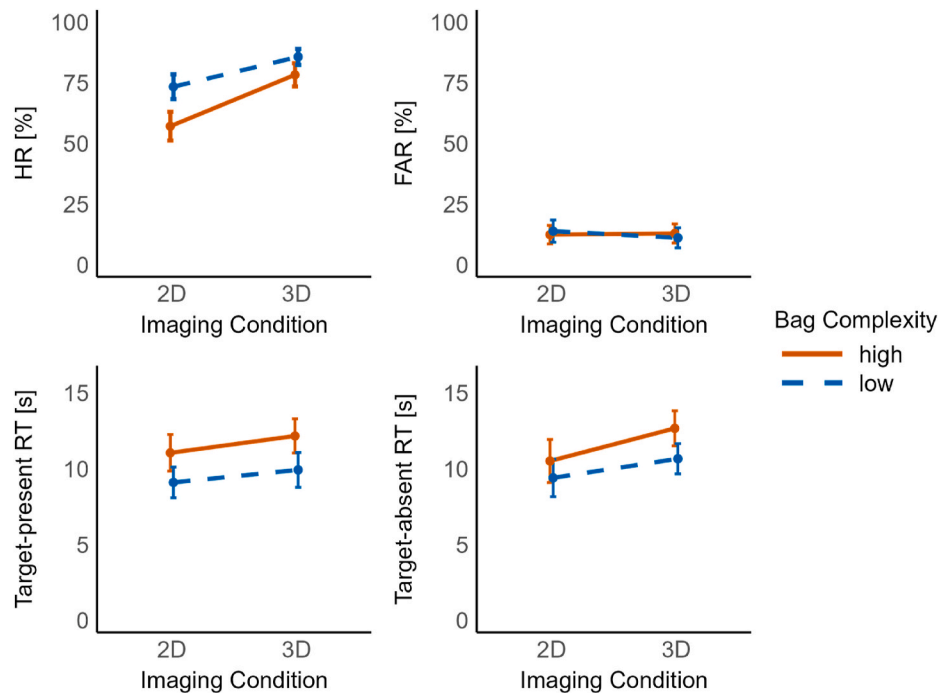 HR [%]
100
75
50
25
0
2D 3D
Imaging Condition
FAR [%]
100
75
50
25
0
2D 3D
Imaging Condition
Bag Complexity
high
low
Target-present RT [s]
15
10
5
0
2D 3D
Imaging Condition
Target-absent RT [s]
15
10
5
0
2D 3D
Imaging Condition